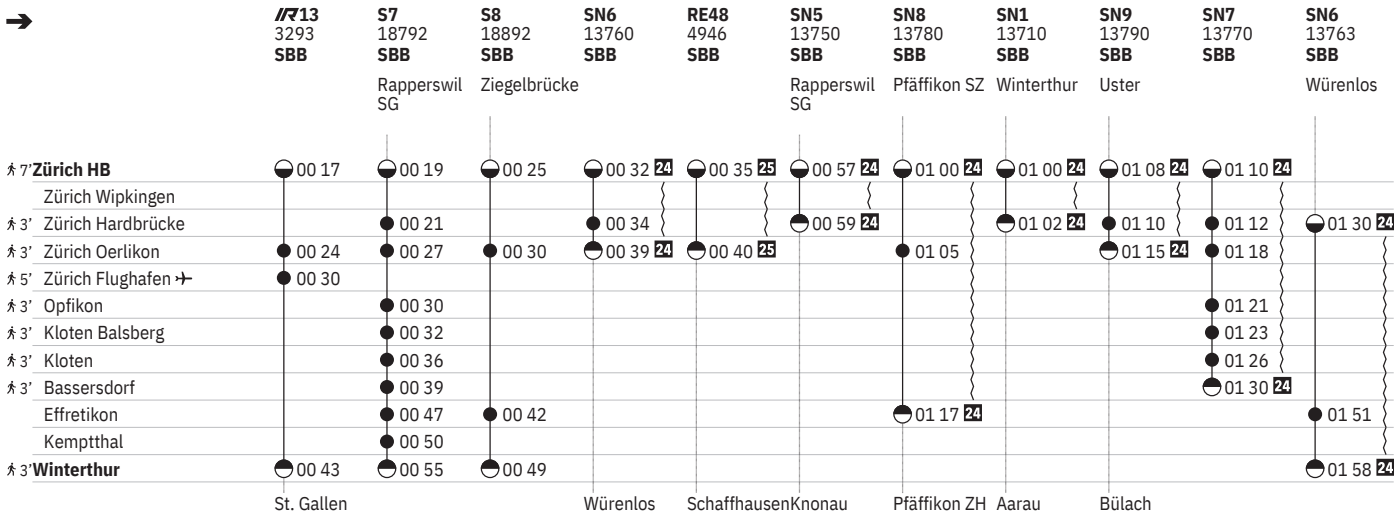 ➔ IR13 S7 S8 SN6 RE48 SN5 SN8 SN1 SN9 SN7 SN6
3293 18792 18892 13760 4946 13750 13780 13710 13790 13770 13763
SBB SBB SBB SBB SBB SBB SBB SBB SBB SBB SBB
Rapperswil SG Ziegelbrücke Rapperswil SG Pfäffikon SZ Winterthur Uster Würenlos
7’ Zürich HB 00 17 00 19 00 25 00 32 24 00 35 25 00 57 24 01 00 24 01 00 24 01 08 24 01 10 24
Zürich Wipkingen
3’ Zürich Hardbrücke 00 21 00 34 00 59 24 01 02 24 01 10 01 12 01 30 24
3’ Zürich Oerlikon 00 24 00 27 00 30 00 39 24 00 40 25 01 05 01 15 24 01 18
5’ Zürich Flughafen 00 30
3’ Opfikon 00 30 01 21
3’ Kloten Balsberg 00 32 01 23
3’ Kloten 00 36 01 26
3’ Bassersdorf 00 39 01 30 24
Effretikon 00 47 00 42 01 17 24 01 51
Kemptthal 00 50
3’ Winterthur 00 43 00 55 00 49 01 58 24
St. Gallen Würenlos Schaffhausen Knonau Pfäffikon ZH Aarau Bülach